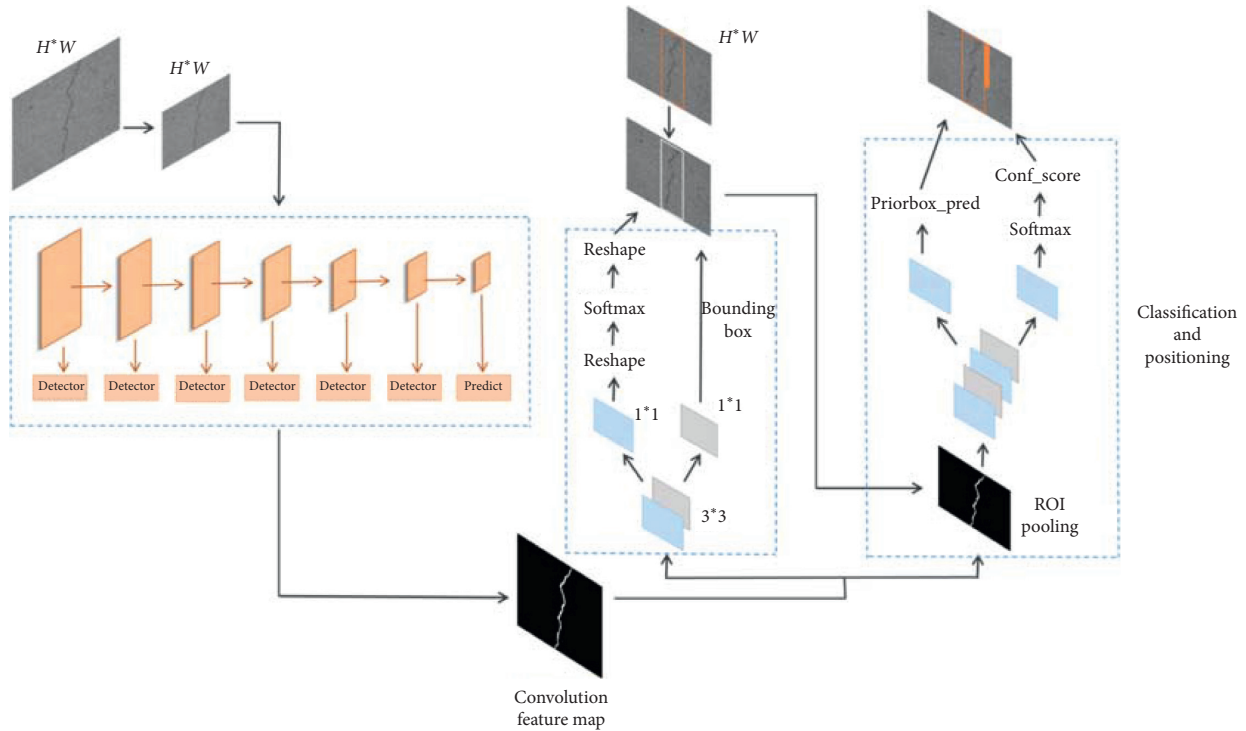 H*W
H*W
Detector
Detector
Detector
Detector
Detector
Detector
Predict
Convolution
feature map
H*W
Reshape
Softmax
Reshape
Bounding
box
1*1
1*1
3*3
Priorbox_pred
Conf_score
Softmax
ROI
pooling
Classification
and
positioning